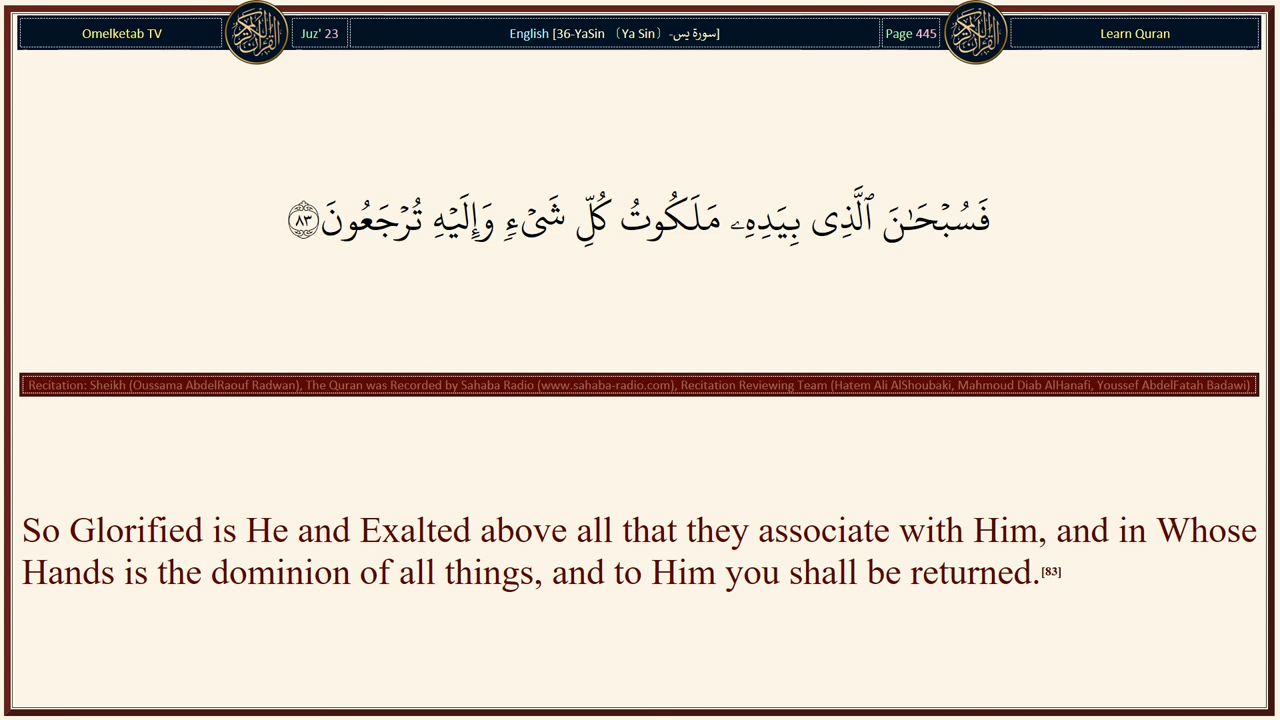 Omelketab TV
Juz' 23
English [36-YaSin （Ya Sin） -سورة يس]
Page 445
Learn Quran
فَسُبۡحَـٰنَ ٱلَّذِى بِيَدِهِۦ مَلَكُوتُ كُلِّ شَىۡءٍۢ وَإِلَيۡهِ تُرۡجَعُونَ ٨٣
Recitation: Sheikh (Oussama AbdelRaouf Radwan), The Quran was Recorded by Sahaba Radio (www.sahaba-radio.com), Recitation Reviewing Team (Hatem Ali AlShoubaki, Mahmoud Diab AlHanafi, Youssef AbdelFatah Badawi)
So Glorified is He and Exalted above all that they associate with Him, and in Whose
Hands is the dominion of all things, and to Him you shall be returned.[83]